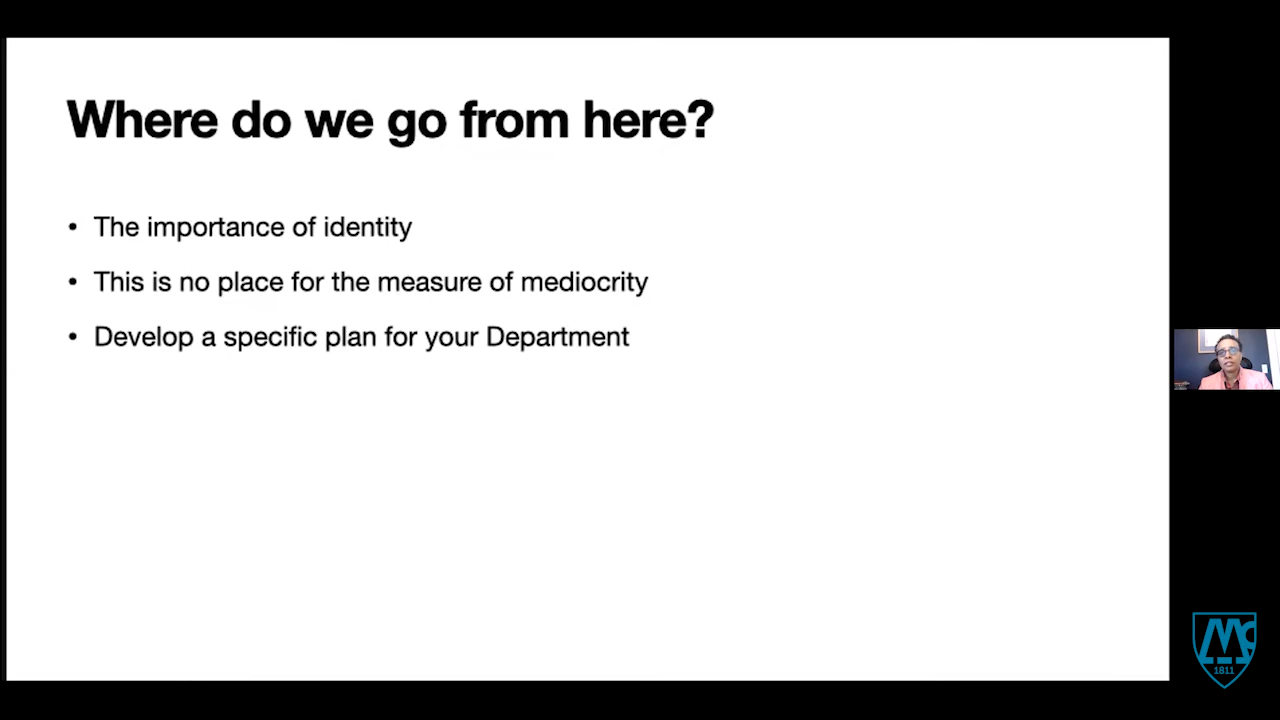 Where do we go from here?
• The importance of identity
• This is no place for the measure of mediocrity
• Develop a specific plan for your Department
1811